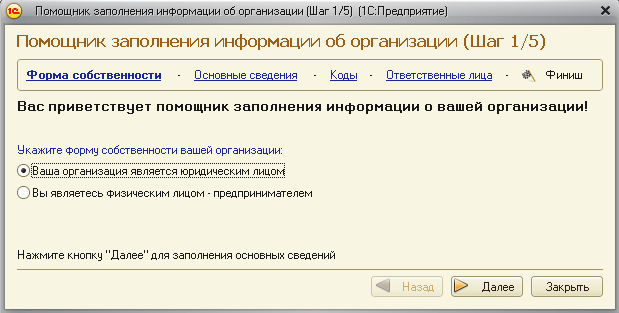 1С Помощник заполнения информации об организации (Шаг 1/5) (1С:Предприятие)
Помощник заполнения информации об организации (Шаг 1/5)
Форма собственности - Основные сведения - Коды - Ответственные лица - Финиш
Вас приветствует помощник заполнения информации о вашей организации!
Укажите форму собственности вашей организации:
Ваша организация является юридическим лицом
Вы являетесь физическим лицом - предпринимателем
Нажмите кнопку "Далее" для заполнения основных сведений
Назад Далее Закрыть